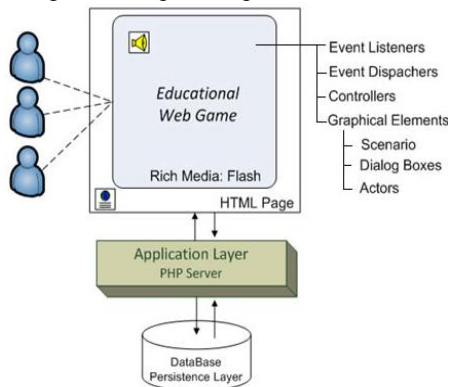 Educational
Web Game
Rich Media: Flash
HTML Page
Event Listeners
Event Dispachers
Controllers
Graphical Elements
Scenario
Dialog Boxes
Actors
Application Layer
PHP Server
DataBase
Persistence Layer